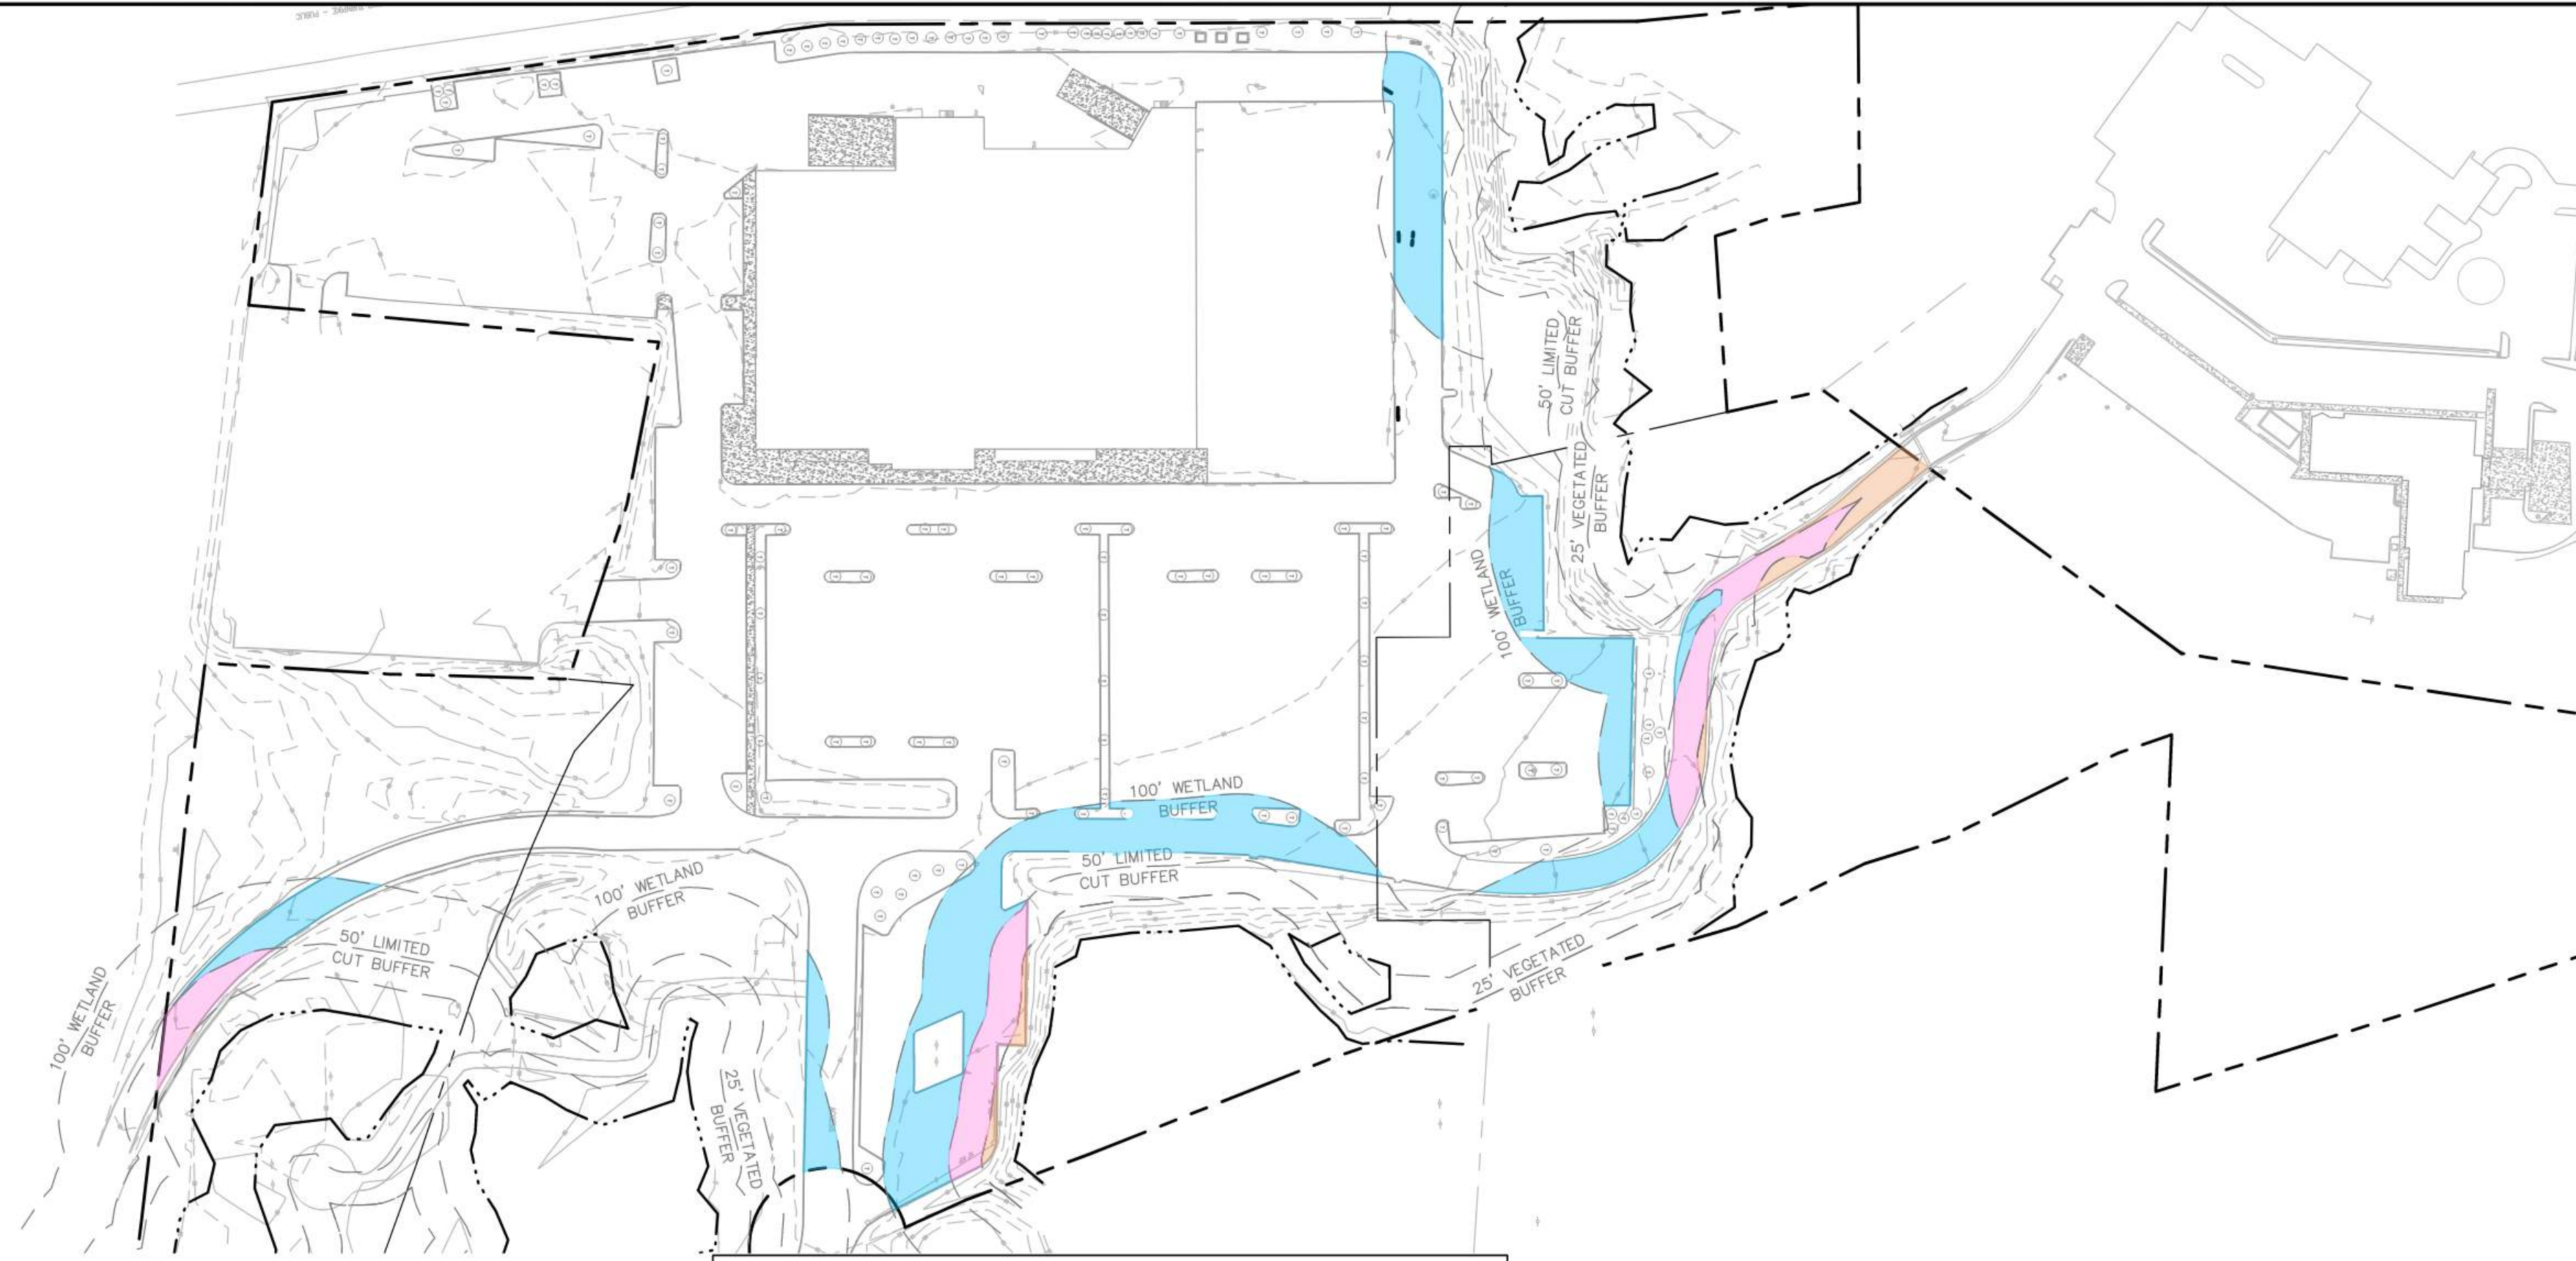 50' LIMITED
CUT BUFFER
25' VEGETATED
BUFFER
100' WETLAND
BUFFER
100' WETLAND
BUFFER
50' LIMITED
CUT BUFFER
100' WETLAND
BUFFER
50' LIMITED
CUT BUFFER
100' WETLAND
BUFFER
25' VEGETATED
BUFFER
25' VEGETATED
BUFFER